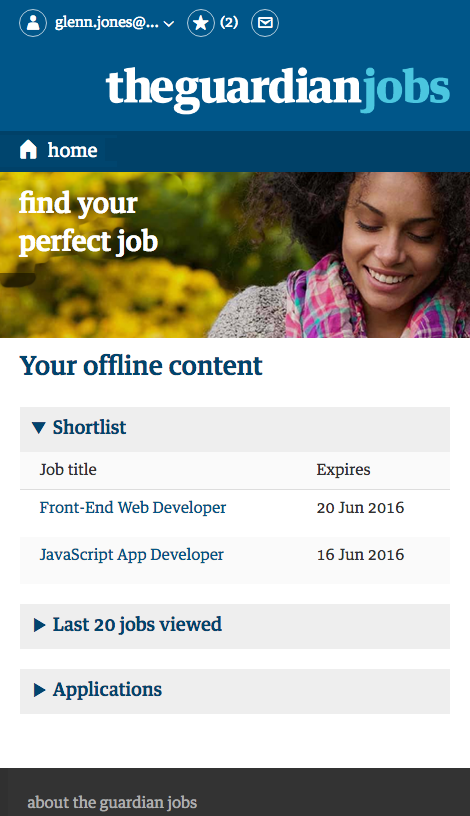 glenn.jones@... (2)
theguardianjobs
home
find your
perfect job
Your offline content
Shortlist
Job title Expires
Front-End Web Developer 20 Jun 2016
JavaScript App Developer 16 Jun 2016
Last 20 jobs viewed
Applications
about the guardian jobs